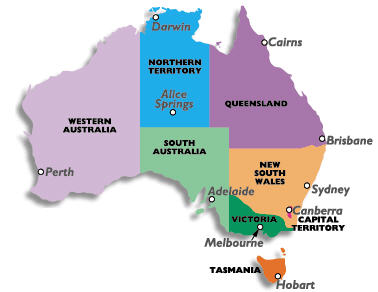 Darwin
Cairns
NORTHERN
TERRITORY
Alice
Springs
QUEENSLAND
WESTERN
AUSTRALIA
SOUTH
AUSTRALIA
Brisbane
NEW
SOUTH
WALES
Perth
Adelaide
Sydney
Canberra
VICTORIA
CAPITAL
TERRITORY
Melbourne
TASMANIA
Hobart